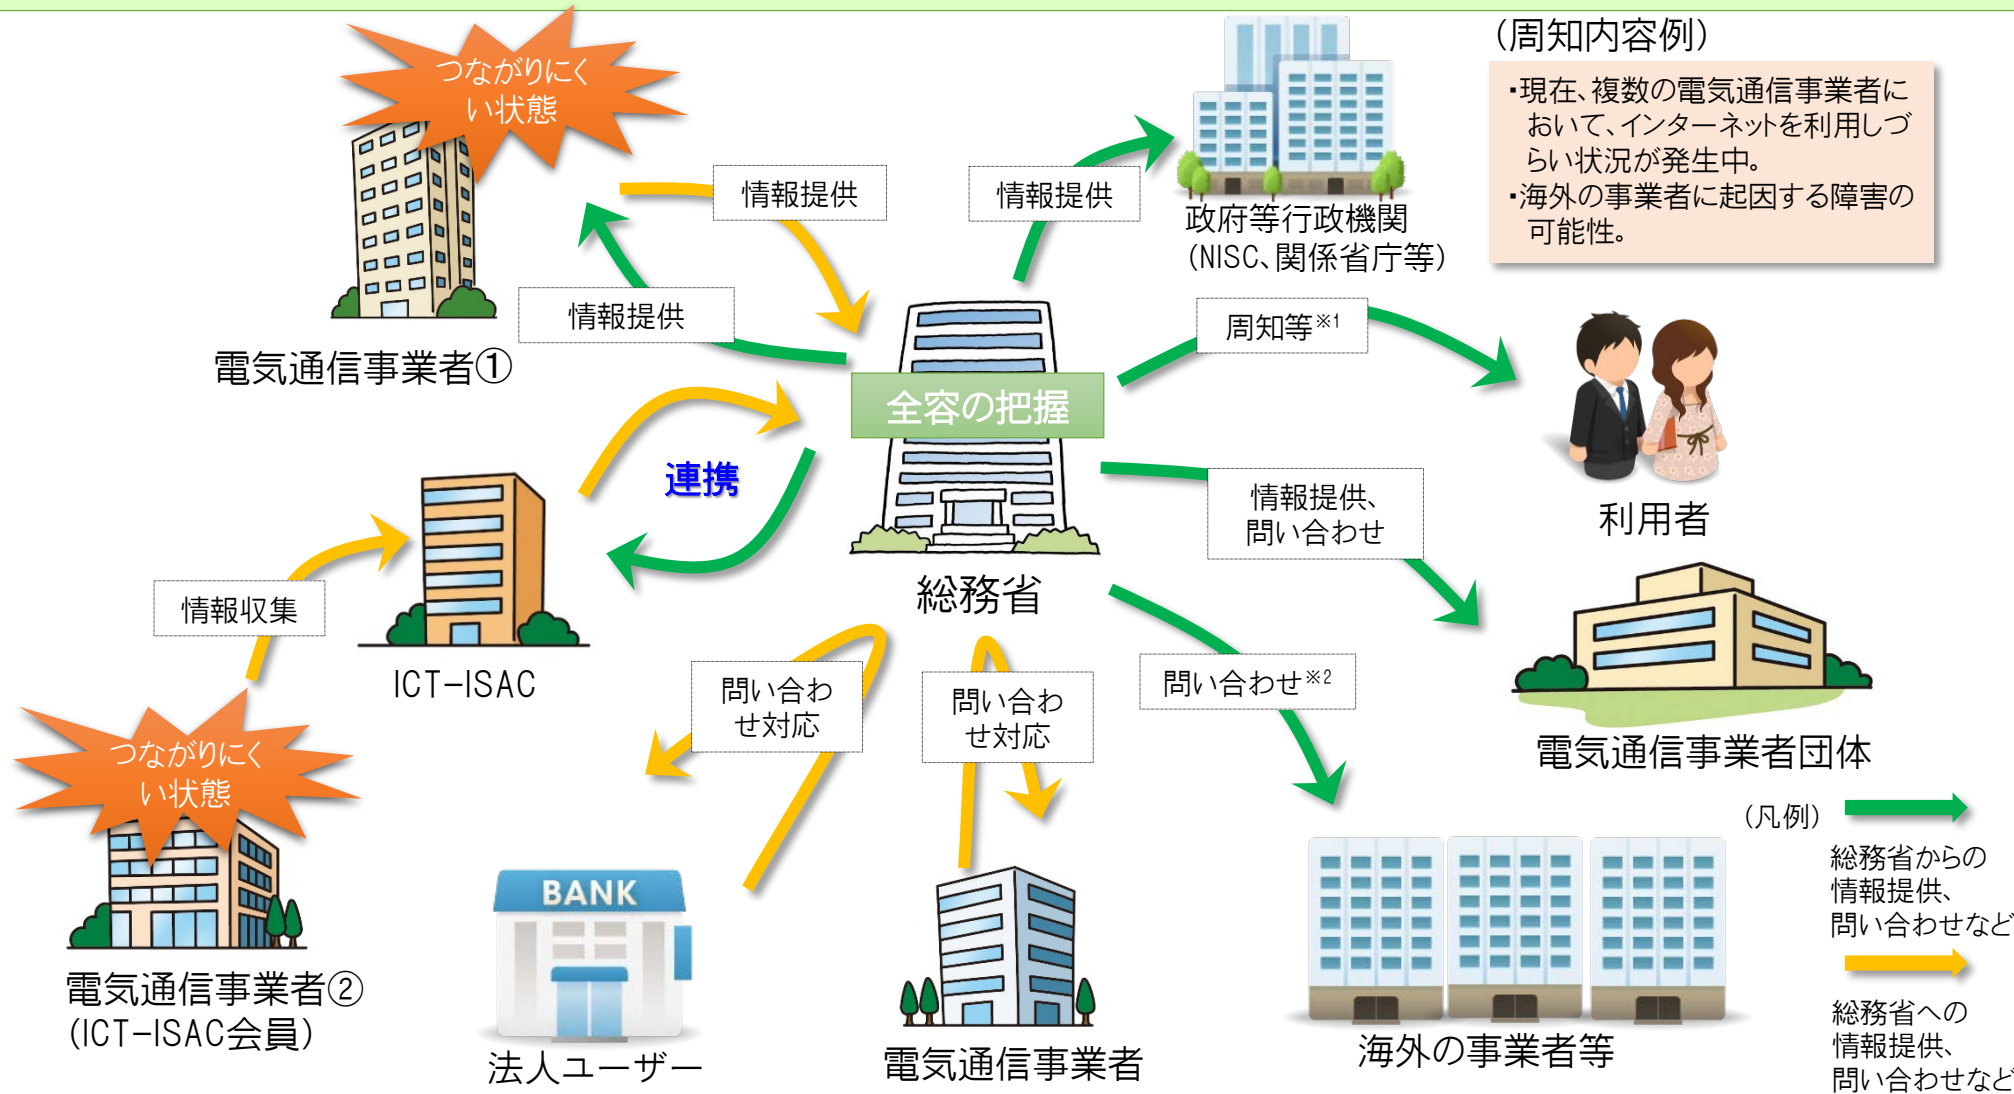 つながりにく
い状態
情報提供
情報提供
電気通信事業者①
情報提供
政府等行政機関
(NISC、関係省庁等)
(周知内容例)
・現在、複数の電気通信事業者に
おいて、インターネットを利用しづ
らい状況が発生中。
・海外の事業者に起因する障害の
可能性。
周知等※1
利用者
全容の把握
総務省
連携
情報提供、
問い合わせ
電気通信事業者団体
情報収集
ICT-ISAC
つながりにく
い状態
電気通信事業者②
(ICT-ISAC会員)
問い合わ
せ対応
BANK
法人ユーザー
問い合わ
せ対応
電気通信事業者
問い合わせ※2
海外の事業者等
(凡例)
総務省からの
情報提供、
問い合わせなど
総務省への
情報提供、
問い合わせなど